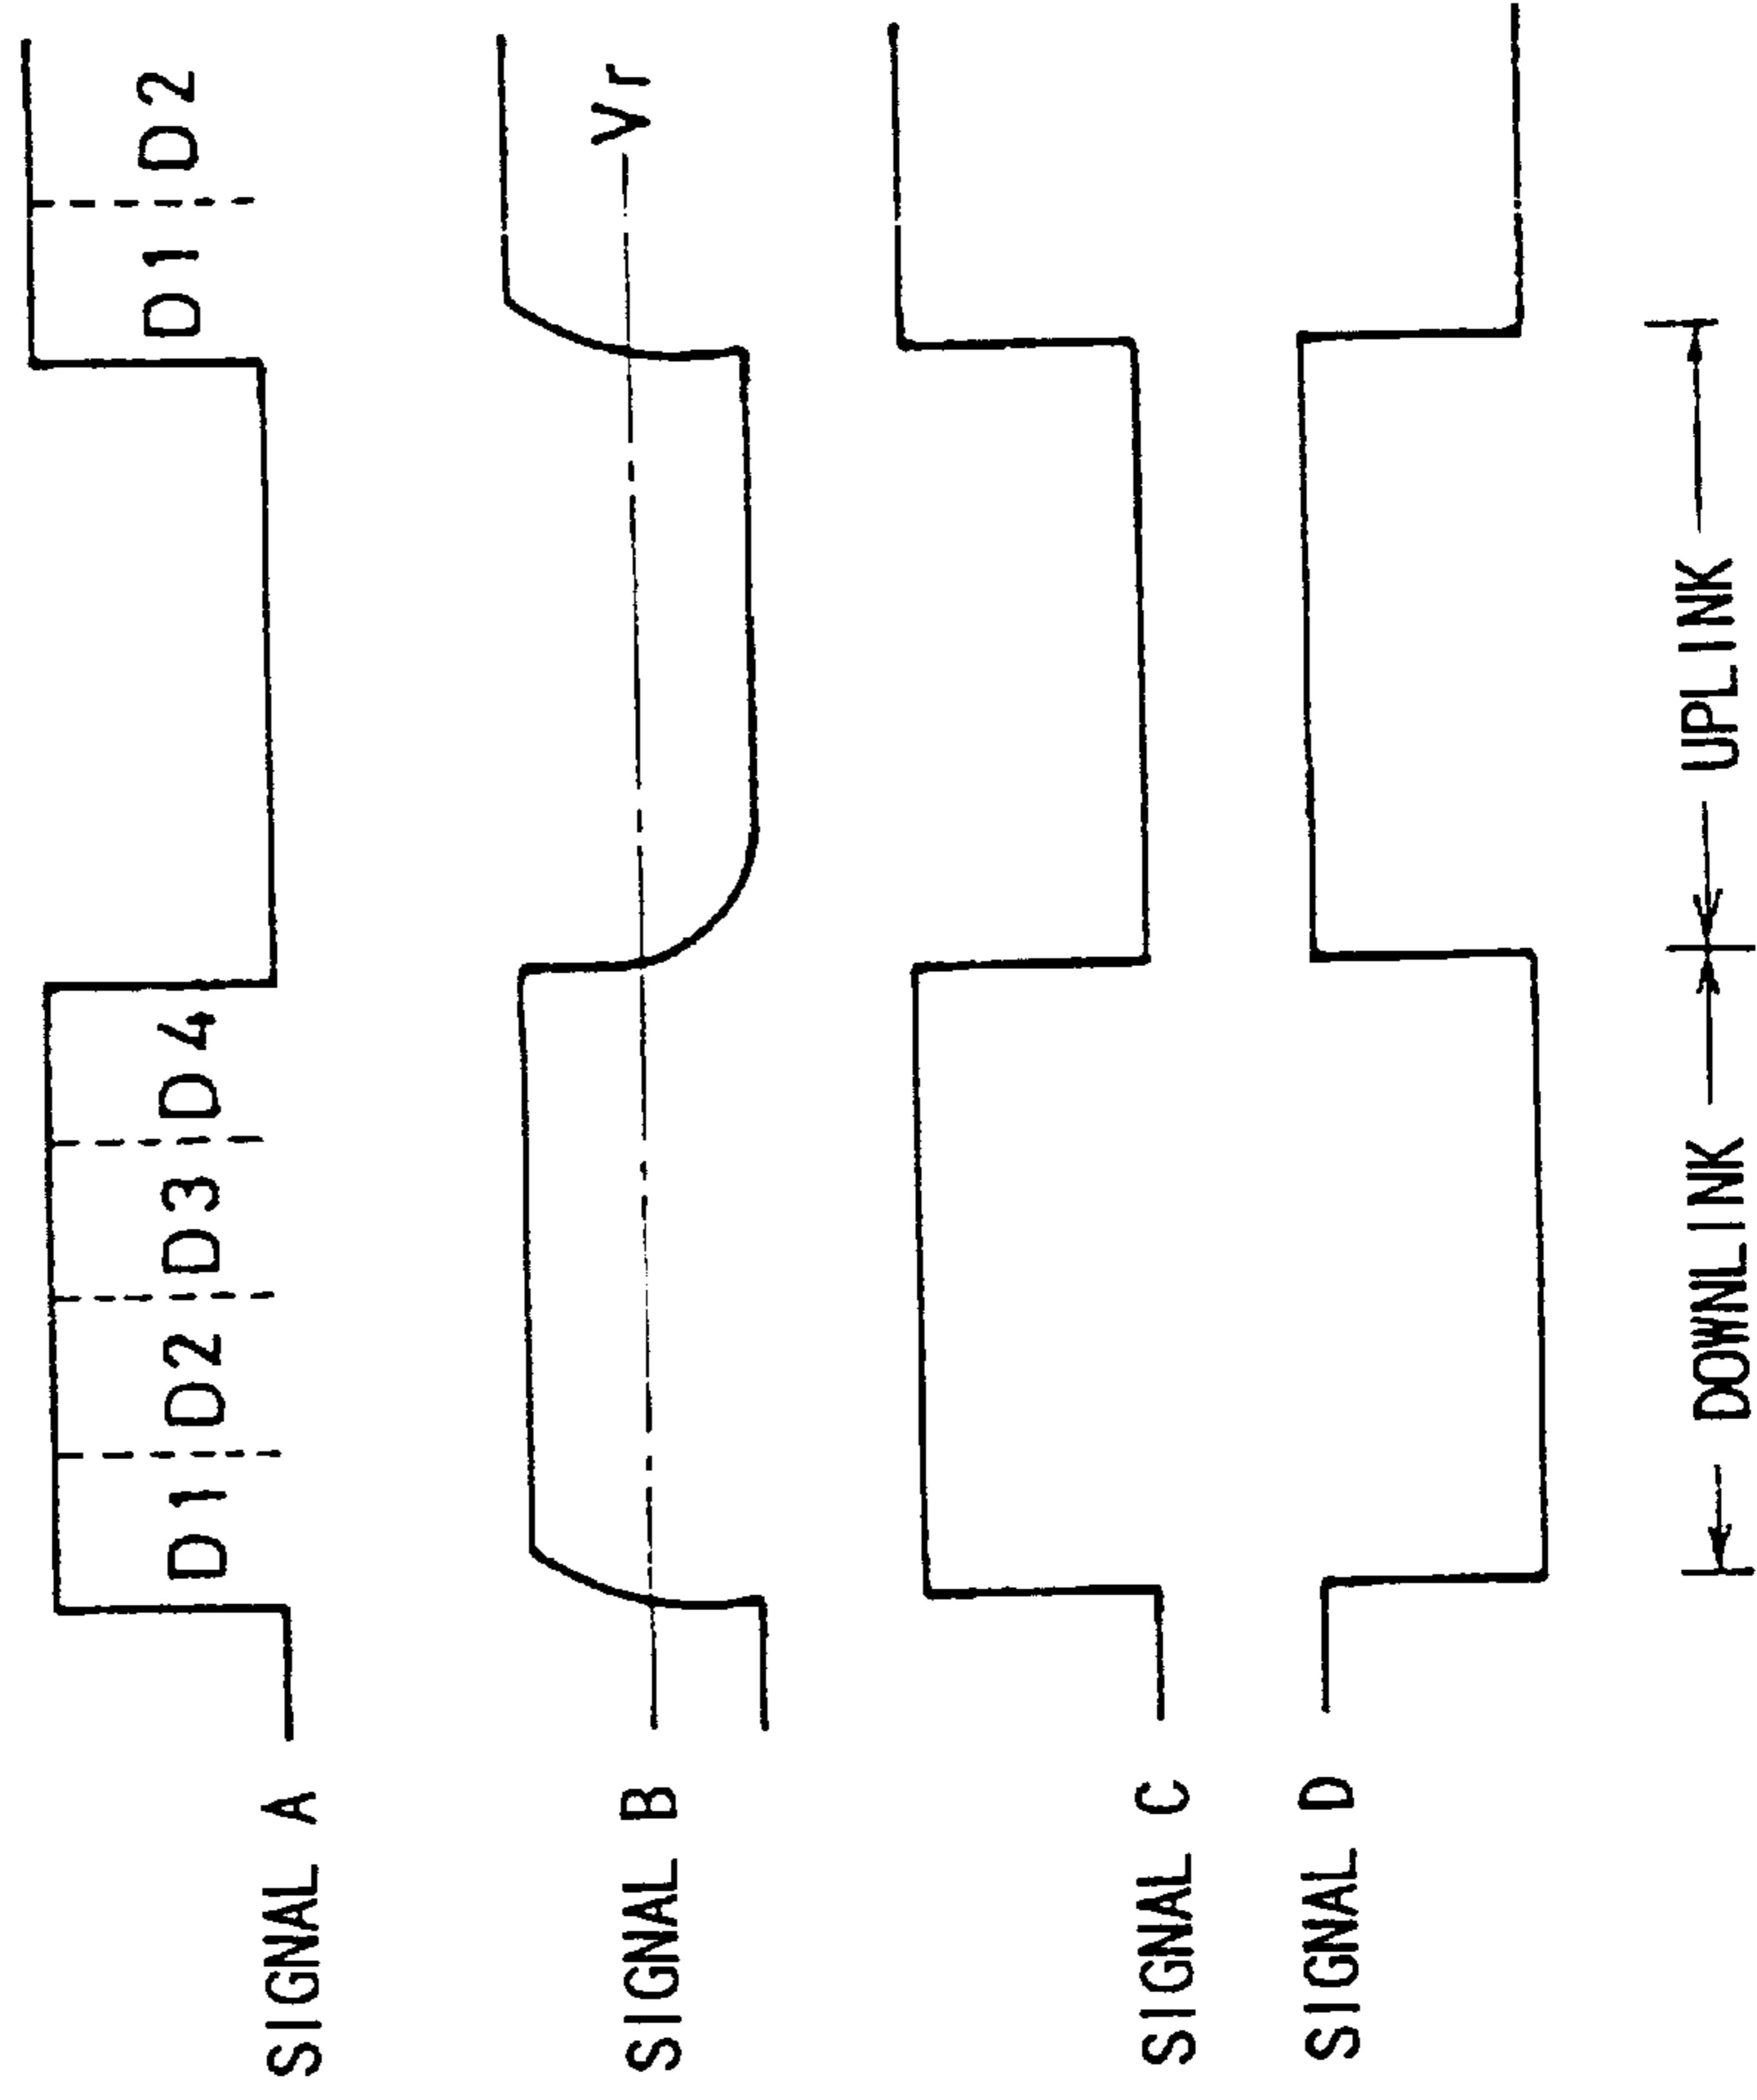 D1 D2 D3 D4 D1 D2
SIGNAL A
Vr
SIGNAL B
SIGNAL C
SIGNAL D
DOWNLINK UPLINK